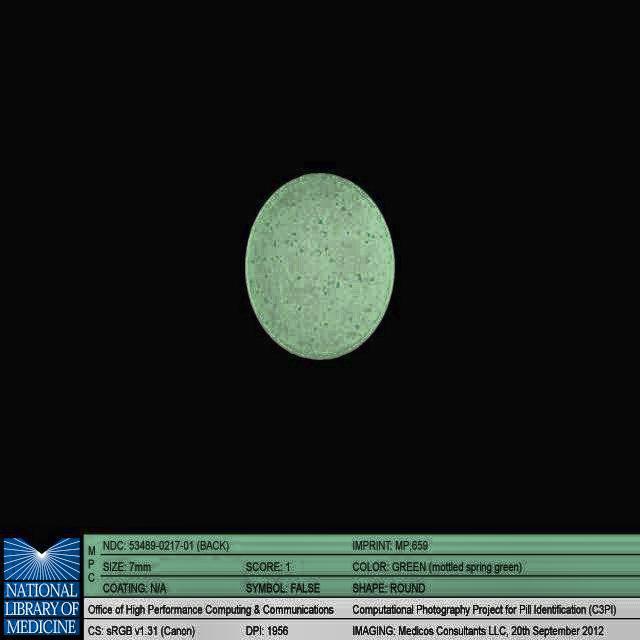 NDC: 53489-0217-01 (BACK) IMPRINT: MP;659
MPC
SIZE: 7mm SCORE: 1 COLOR: GREEN (mottled spring green)
COATING: N/A SYMBOL: FALSE SHAPE: ROUND
NATIONAL
LIBRARY OF
MEDICINE
Office of High Performance Computing & Communications Computational Photography Project for Pill Identification (C3PI)
CS: sRGB v1.31 (Canon) DPI: 1956 IMAGING: Medicos Consultants LLC, 20th September 2012